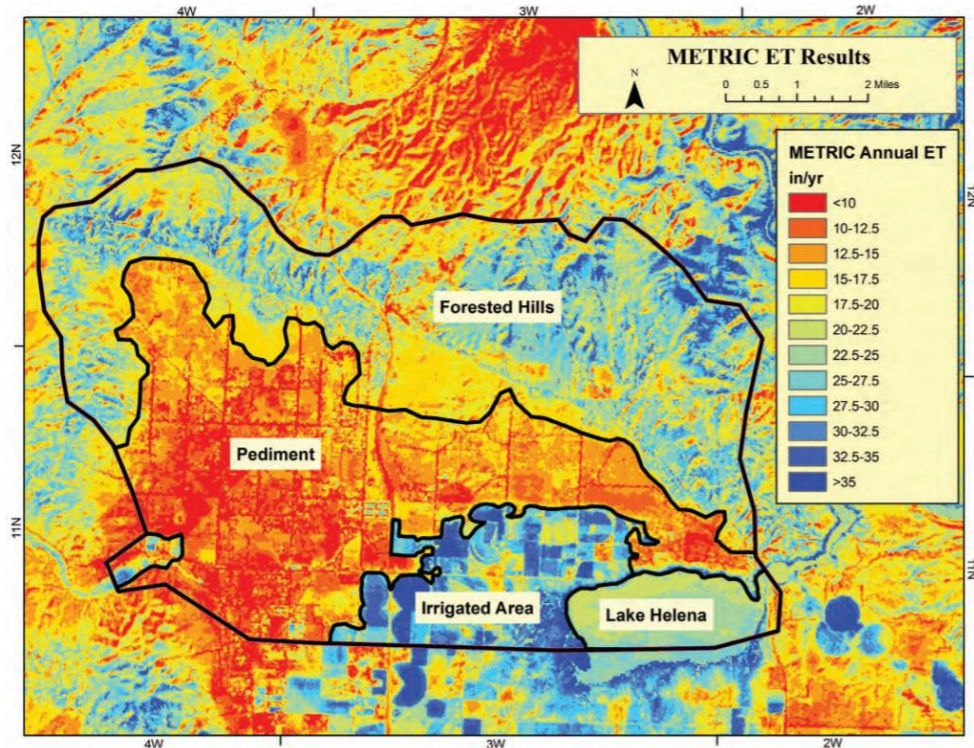 4W
3W
2W
METRIC ET Results
N
0 0.5 1 2 Miles
12N
12N
METRIC Annual ET
in/yr
<10
10-12.5
12.5-15
15-17.5
17.5-20
20-22.5
22.5-25
25-27.5
27.5-30
30-32.5
32.5-35
>35
Forested Hills
Pediment
11N
11N
Irrigated Area
Lake Helena
4W
3W
2W